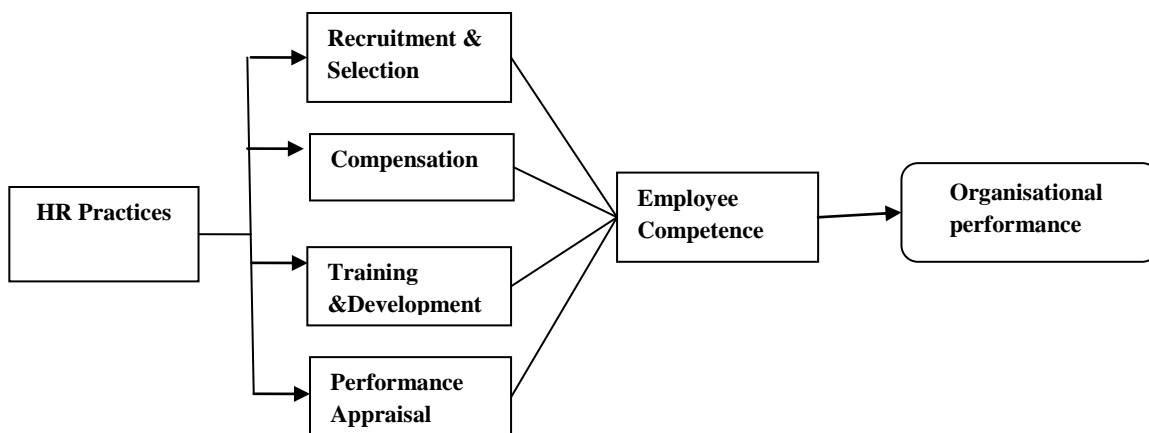 HR Practices
Recruitment &
Selection
Compensation
Training
&Development
Performance
Appraisal
Employee
Competence
Organisational
performance